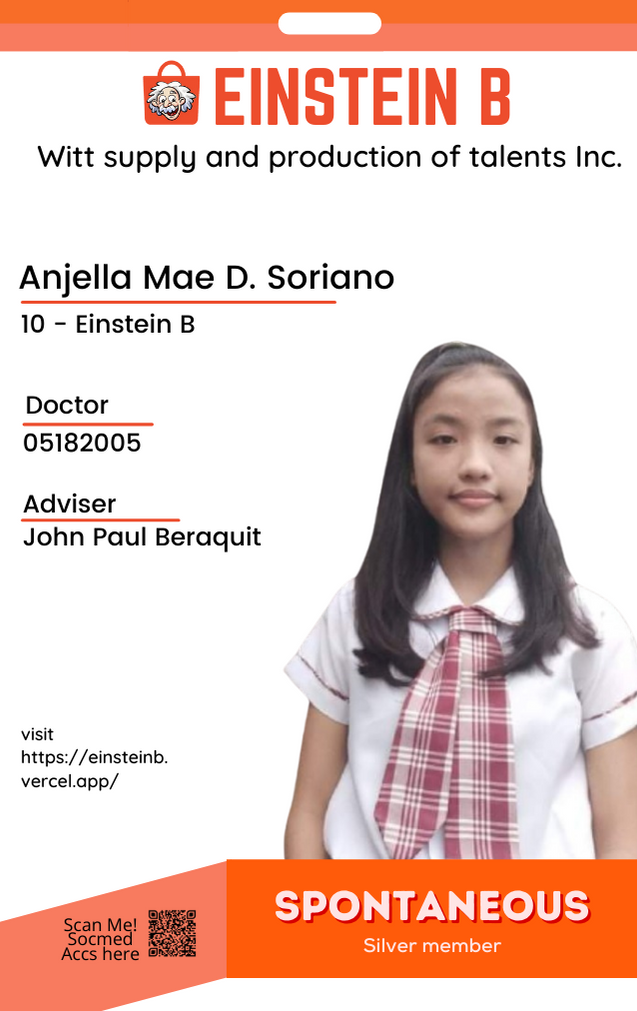 EINSTEIN B
Witt supply and production of talents Inc.
Anjella Mae D. Soriano
10 - Einstein B
Doctor
05182005
Adviser
John Paul Beraquit
visit
https://einsteinb.
vercel.app/
Scan Me!
Socmed
Accs here
SPONTANEOUS
Silver member